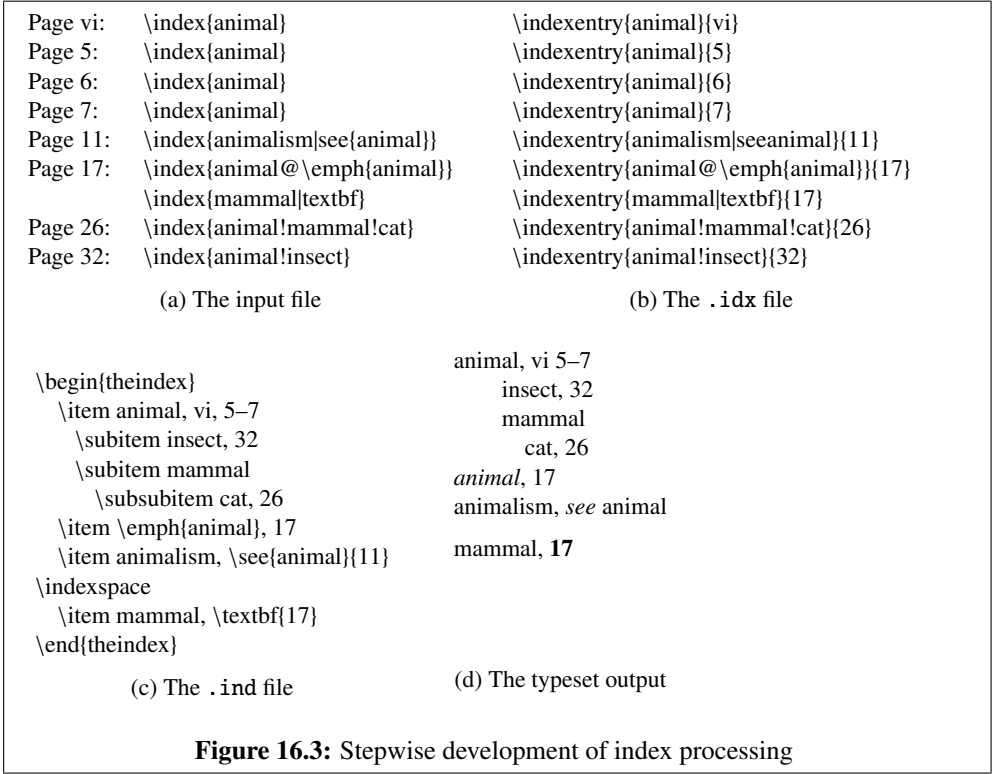 Page vi: \index{animal} \indexentry{animal}{vi}
Page 5: \index{animal} \indexentry{animal}{5}
Page 6: \index{animal} \indexentry{animal}{6}
Page 7: \index{animal} \indexentry{animal}{7}
Page 11: \index{animalism|see{animal}} \indexentry{animalism|seeanimal}{11}
Page 17: \index{animal@\emph{animal}} \indexentry{animal@\emph{animal}}{17}
\index{mammal|textbf} \indexentry{mammal|textbf}{17}
Page 26: \index{animal!mammal!cat} \indexentry{animal!mammal!cat}{26}
Page 32: \index{animal!insect} \indexentry{animal!insect}{32}
(a) The input file (b) The .idx file
\begin{theindex}
\item animal, vi, 5–7
\subitem insect, 32
\subitem mammal
\subsubitem cat, 26
\item \emph{animal}, 17
\item animalism, \see{animal}{11}
\indexspace
\item mammal, \textbf{17}
\end{theindex}
(c) The .ind file
animal, vi 5–7
insect, 32
mammal
cat, 26
animal, 17
animalism, see animal
mammal, 17
(d) The typeset output
Figure 16.3: Stepwise development of index processing